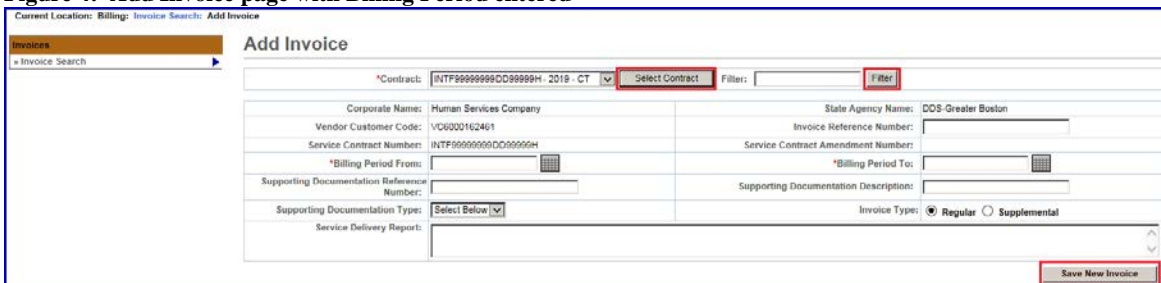 Figure 4: Add Invoice page with Billing Period entered
Current Location: Billing: Invoice Search: Add Invoice
Invoices
» Invoice Search
Add Invoice
*Contract: INTF99999999DD99999H - 2019 - CT Select Contract Filter: Filter
Corporate Name: Human Services Company State Agency Name: DDS-Greater Boston
Vendor Customer Code: VC6000162461 Invoice Reference Number:
Service Contract Number: INTF99999999DD99999H Service Contract Amendment Number:
*Billing Period From: *Billing Period To:
Supporting Documentation Reference Number: Supporting Documentation Description:
Supporting Documentation Type: Select Below Invoice Type: Regular Supplemental
Service Delivery Report:
Save New Invoice